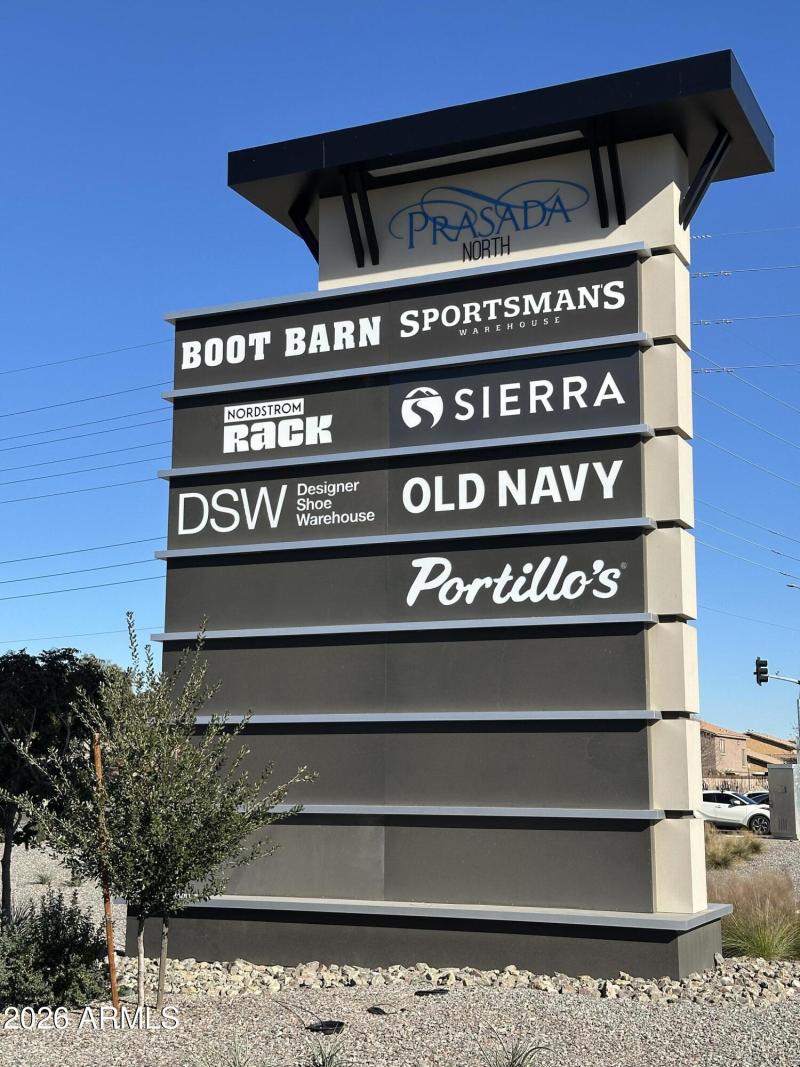 PRASADA
NORTH
BOOT BARN
SPORTSMAN'S
WAREHOUSE
NORDSTROM
rack
SIERRA
DSW
Designer
Shoe
Warehouse
OLD NAVY
Portillo's®
2026 ARMLS